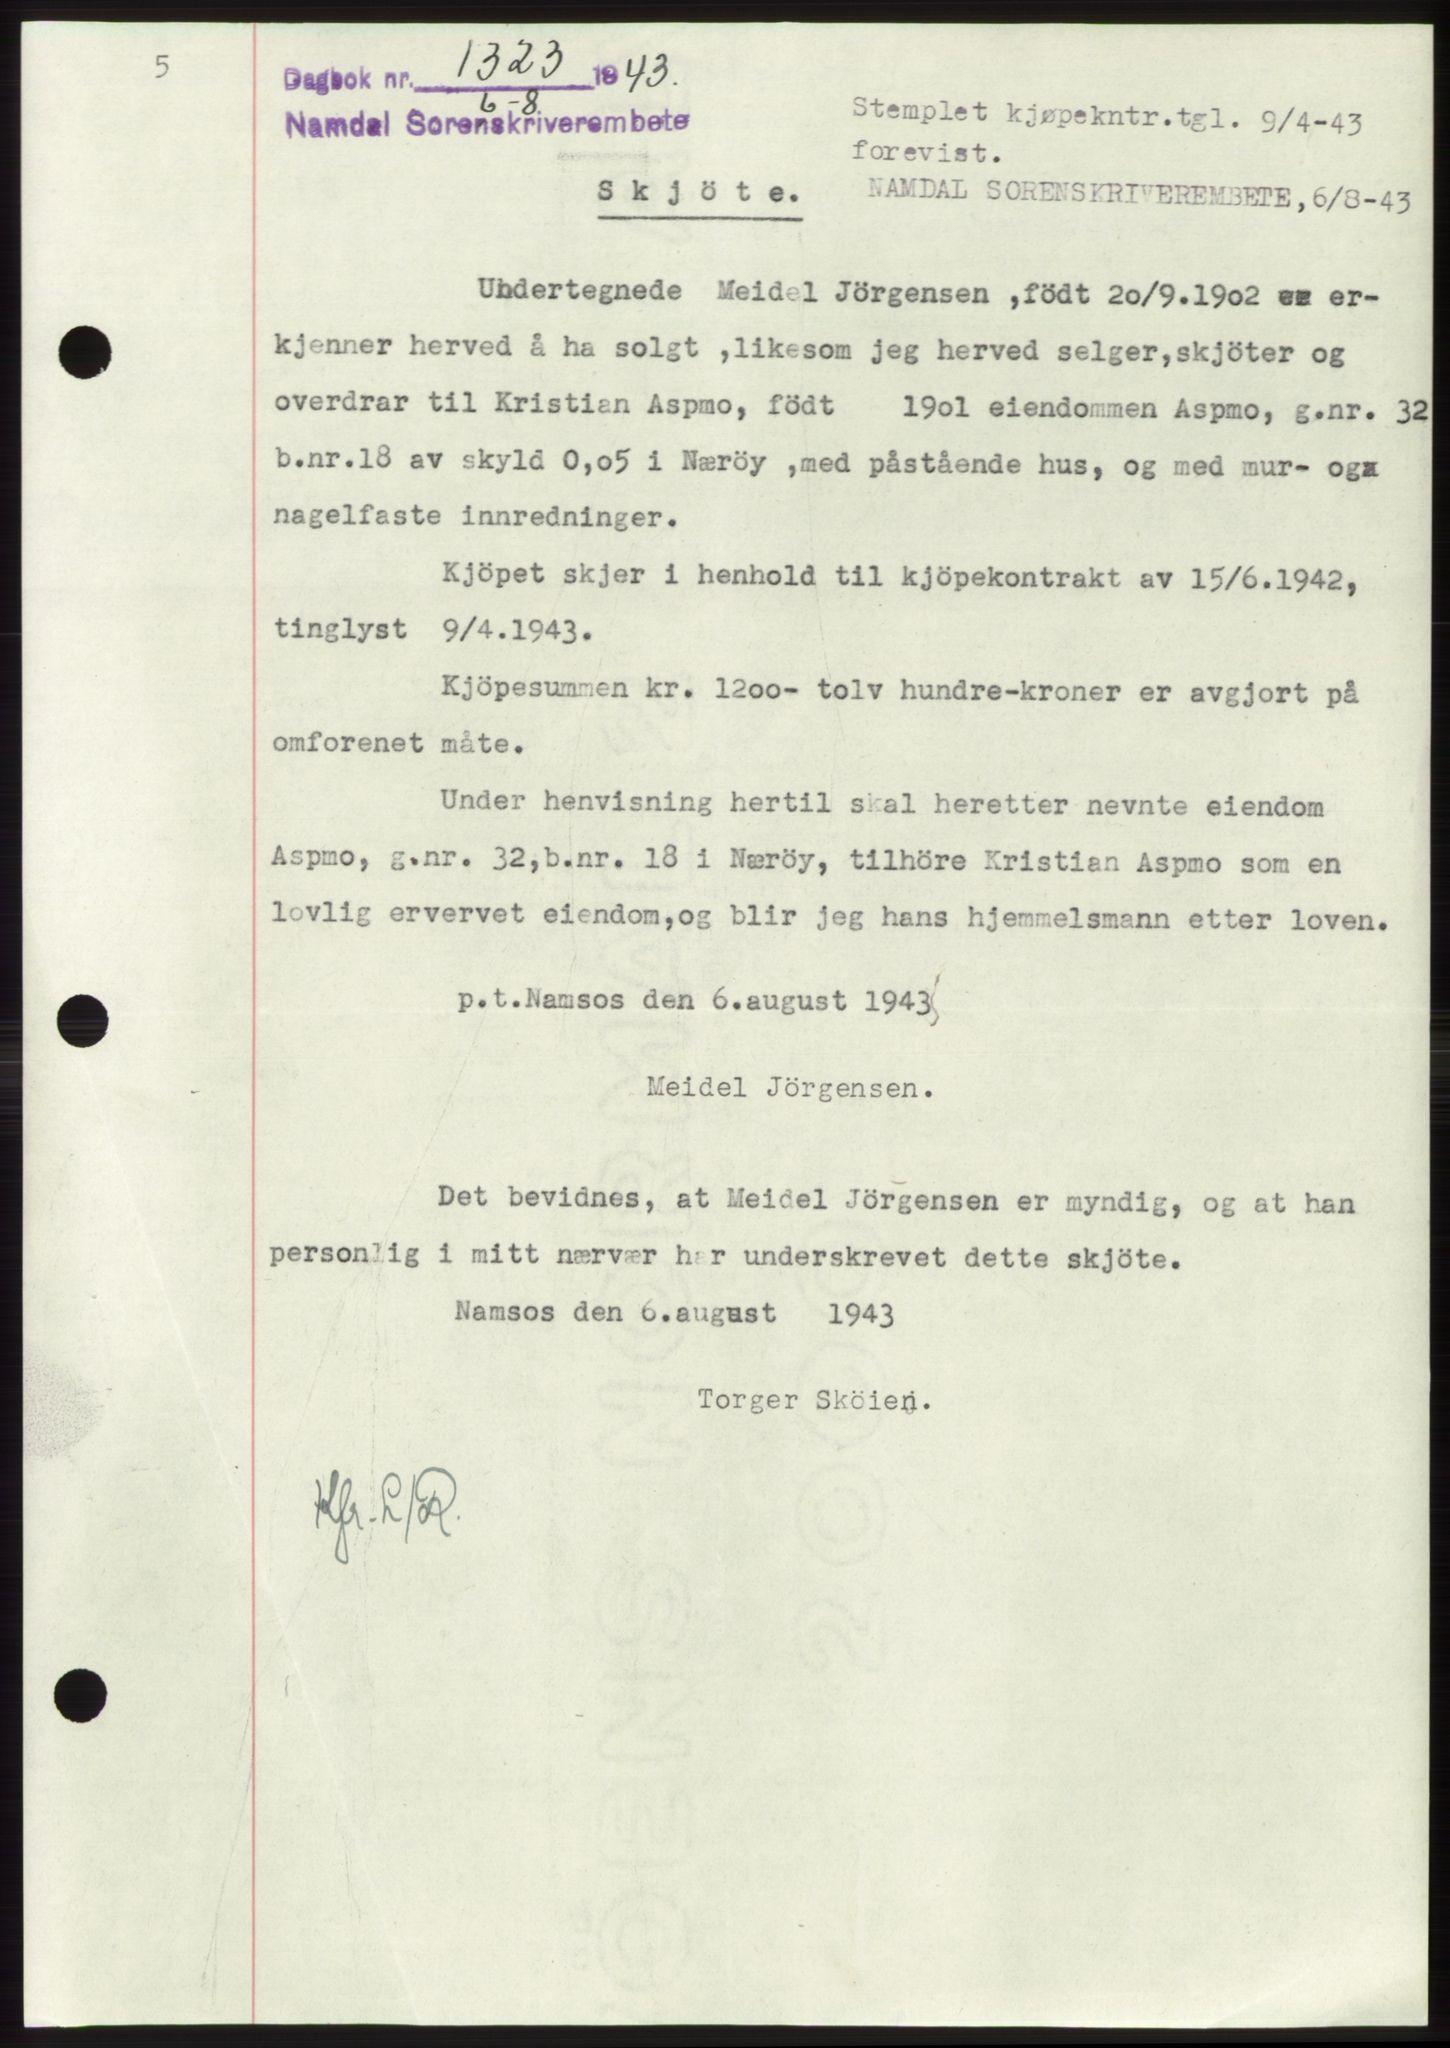 5
Dagbok nr. 1323 1943.
6-8
Namdal Sorenskriverembete
Stemplet kjøpekntr.tgl. 9/4-43
forevist.
NAMDAL SORENSKRIVEREMBETE, 6/8-43
S k j ö t e.
Undertegnede Meidel Jörgensen ,födt 2o/9.19o2 er-
kjenner herved å ha solgt ,likesom jeg herved selger,skjöter og
overdrar til Kristian Aspmo, födt 19o1 eiendommen Aspmo, g.nr. 32
b.nr.18 av skyld 0,o5 i Næröy ,med påstående hus, og med mur- og
nagelfaste innredninger.
Kjöpet skjer i henhold til kjöpekontrakt av 15/6.1942,
tinglyst 9/4.1943.
Kjöpesummen kr. 12oo- tolv hundre-kroner er avgjort på
omforenet måte.
Under henvisning hertil skal heretter nevnte eiendom
Aspmo, g.nr. 32,b.nr. 18 i Næröy, tilhöre Kristian Aspmo som en
lovlig ervervet eiendom,og blir jeg hans hjemmelsmann etter loven.
p.t.Namsos den 6.august 1943
Meidel Jörgensen.
Det bevidnes, at Meidel Jörgensen er myndig, og at han
personlig i mitt nærvær har underskrevet dette skjöte.
Namsos den 6.august 1943
Torger Sköien.